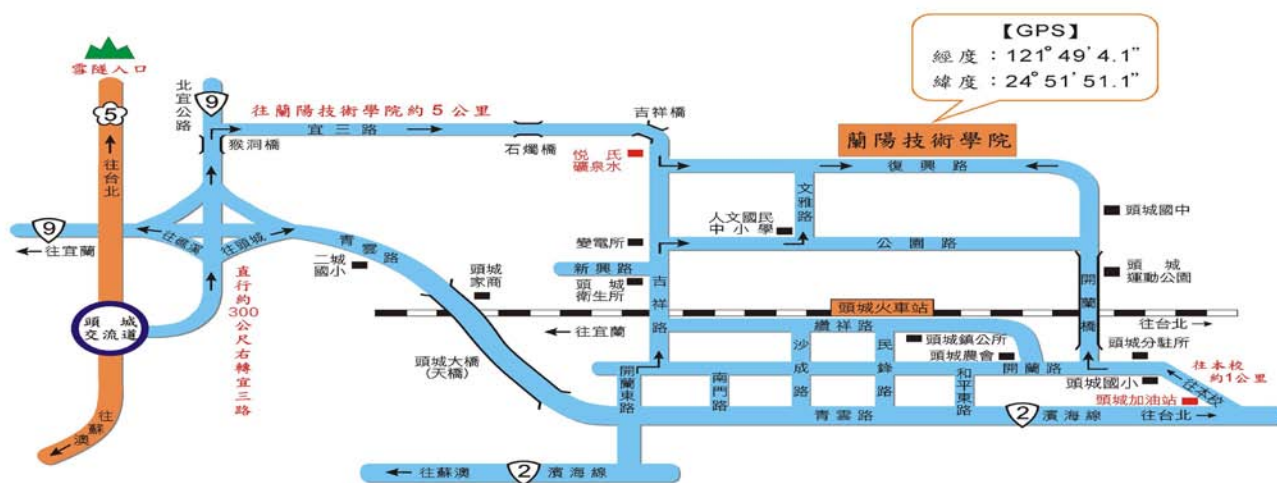 【GPS】
經度：121° 49' 4.1"
緯度：24° 51' 51.1"
雪隧入口
5
往台北
北宜公路
9
猴洞橋
往蘭陽技術學院約 5 公里
宜三路
石燭橋
吉祥橋
悅氏
礦泉水
蘭陽技術學院
復興路
文雅路
人文國民
中小學
頭城國中
9
往宜蘭
往礁溪
往頭城
青雲路
二城
國小
頭城
家商
變電所
新興路
頭城
衛生所
吉祥路
公園路
頭城
運動公園
開蘭橋
直行約300公尺右轉宜三路
頭城
交流道
往蘇澳
往宜蘭
頭城火車站
往台北
纘祥路
頭城大橋
(天橋)
開蘭東路
南門路
沙成路
民鋒路
和平東路
頭城鎮公所
頭城農會
開蘭路
頭城分駐所
頭城國小
往本校
約1公里
往本校
頭城加油站
青雲路
2
濱海線
往台北
往蘇澳
2
濱海線